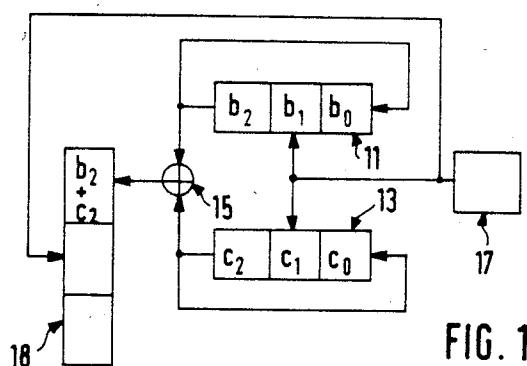 b₂ b₁ b₀
11
b₂
+
c₂
15
13
17
c₂ c₁ c₀
18
FIG. 1